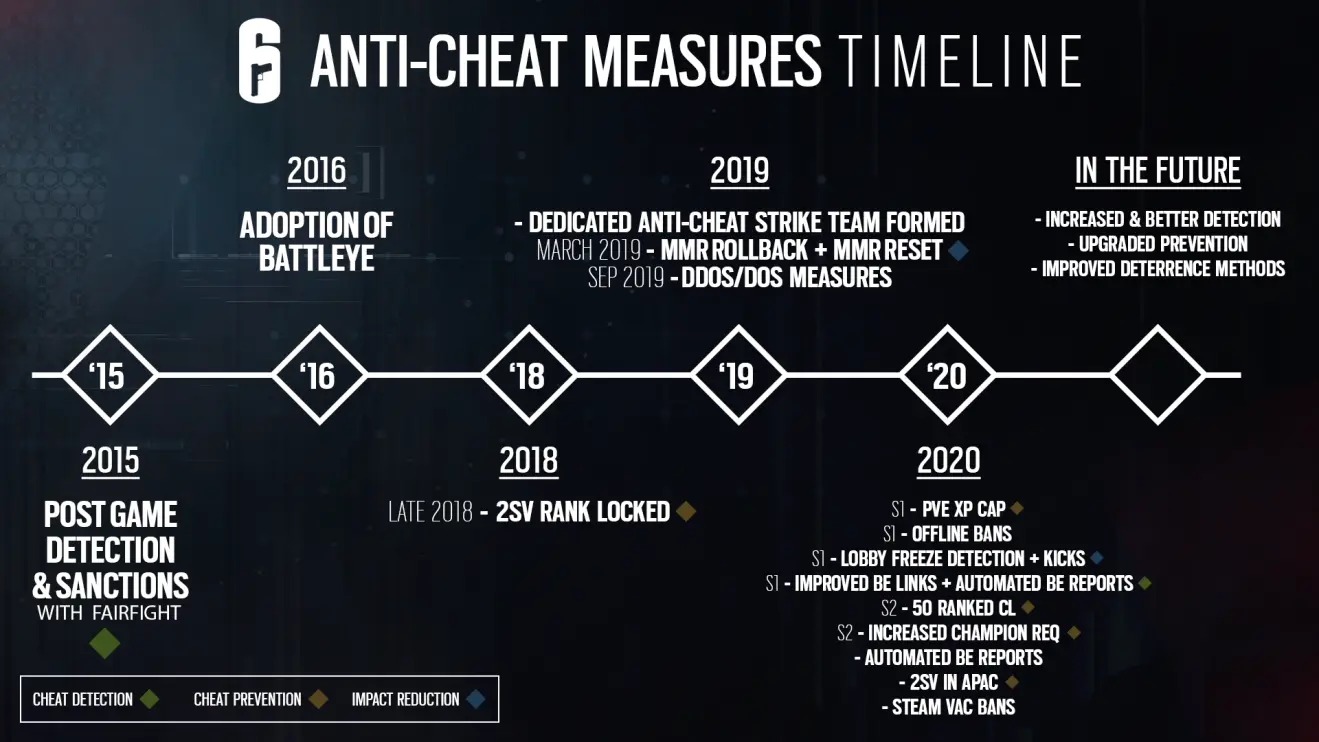 ANTI-CHEAT MEASURES TIMELINE
2016
ADOPTION OF
BATTLEYE
2019
- DEDICATED ANTI-CHEAT STRIKE TEAM FORMED
MARCH 2019 - MMR ROLLBACK + MMR RESET
SEP 2019 - DDOS/DOS MEASURES
IN THE FUTURE
- INCREASED & BETTER DETECTION
- UPGRADED PREVENTION
- IMPROVED DETERRENCE METHODS
‘15
‘16
‘18
‘19
‘20
2015
POST GAME
DETECTION
& SANCTIONS
WITH FAIRFIGHT
2018
LATE 2018 - 2SV RANK LOCKED
2020
S1 - PVE XP CAP
S1 - OFFLINE BANS
S1 - LOBBY FREEZE DETECTION + KICKS
S1 - IMPROVED BE LINKS + AUTOMATED BE REPORTS
S2 - 50 RANKED CL
S2 - INCREASED CHAMPION REQ
- AUTOMATED BE REPORTS
- 2SV IN APAC
- STEAM VAC BANS
CHEAT DETECTION
CHEAT PREVENTION
IMPACT REDUCTION